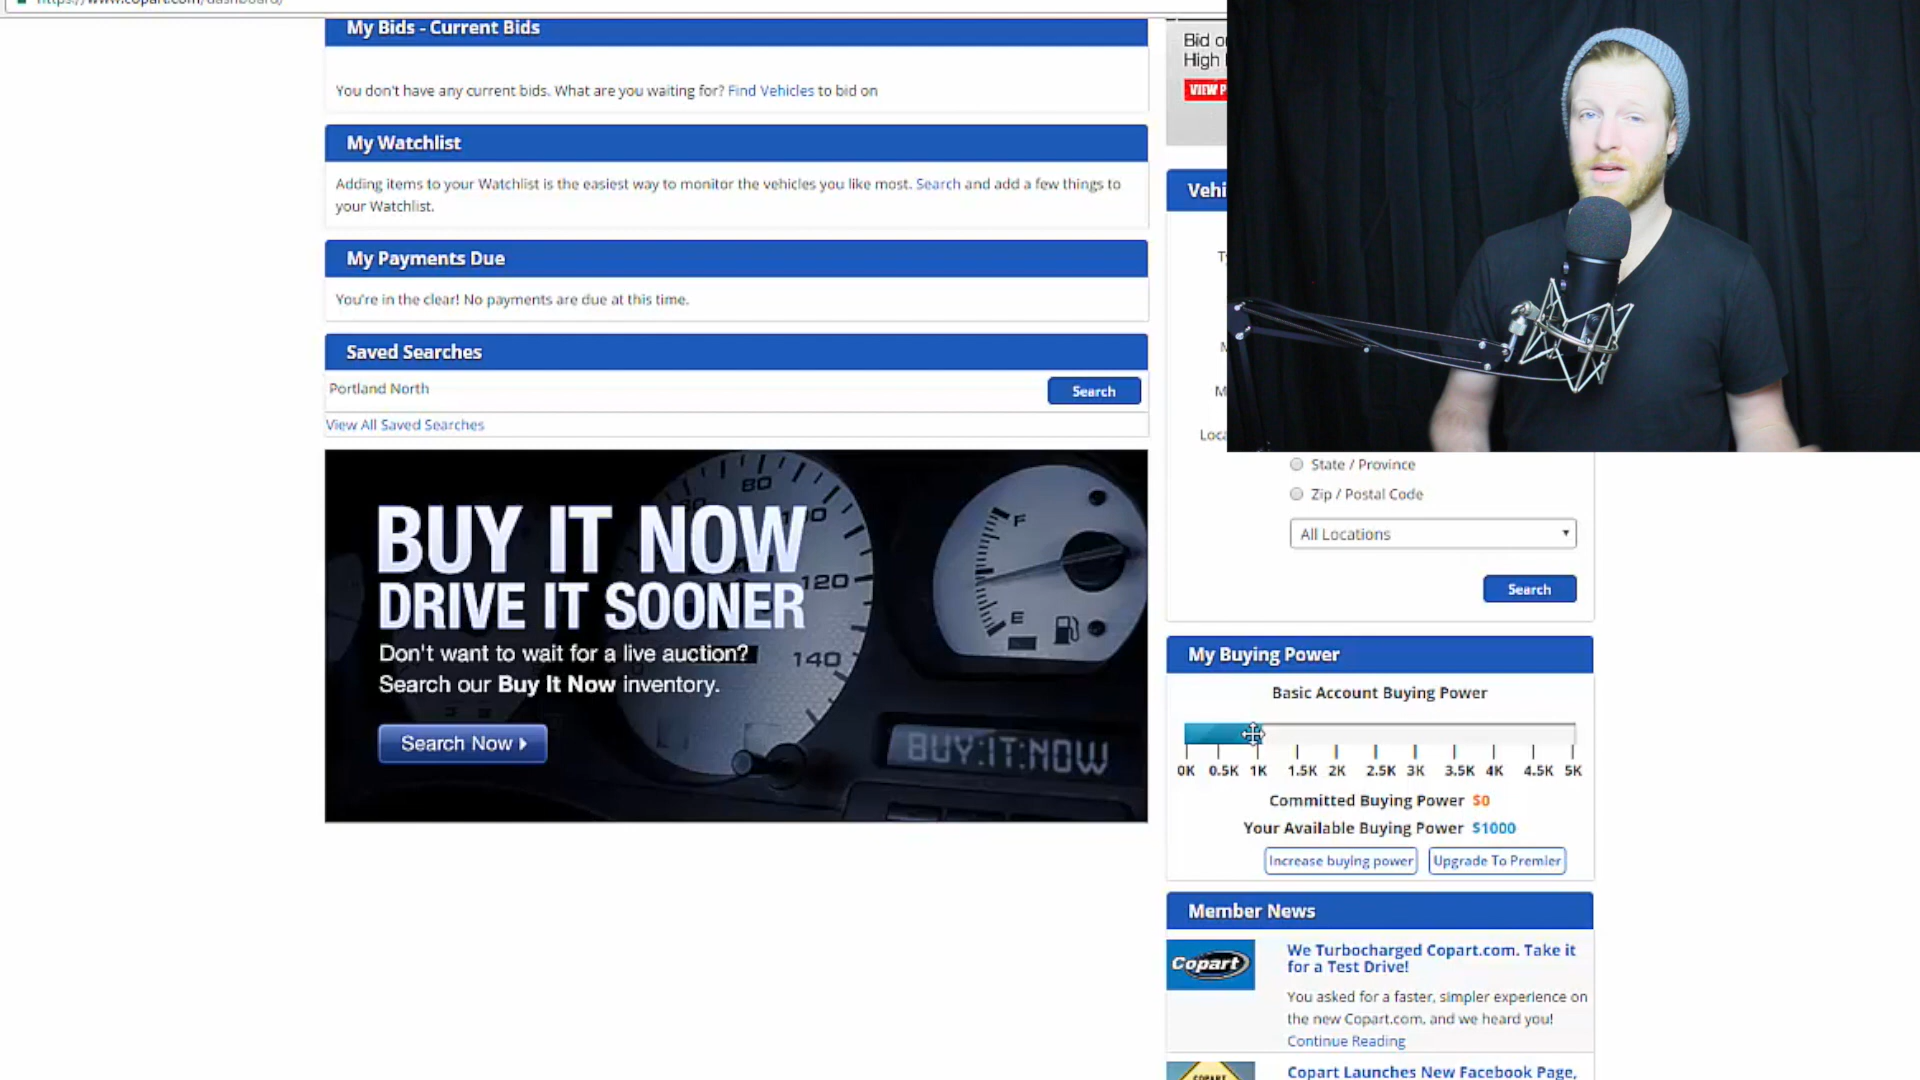 https://www.copart.com/dashboard/
My Bids - Current Bids
You don't have any current bids. What are you waiting for? Find Vehicles to bid on
My Watchlist
Adding items to your Watchlist is the easiest way to monitor the vehicles you like most. Search and add a few things to
your Watchlist.
My Payments Due
You're in the clear! No payments are due at this time.
Saved Searches
Portland North
Search
View All Saved Searches
BUY IT NOW
DRIVE IT SOONER
Don't want to wait for a live auction?
Search our Buy It Now inventory.
Search Now
80
120
140
F
E
BUY:IT:NOW
High
VIEW
State / Province
Zip / Postal Code
All Locations
Search
My Buying Power
Basic Account Buying Power
0K 0.5K 1K 1.5K 2K 2.5K 3K 3.5K 4K 4.5K 5K
Committed Buying Power $0
Your Available Buying Power $1000
Increase buying power
Upgrade To Premier
Member News
Copart
We Turbocharged Copart.com. Take it
for a Test Drive!
You asked for a faster, simpler experience on
the new Copart.com, and we heard you!
Continue Reading
Copart Launches New Facebook Page,